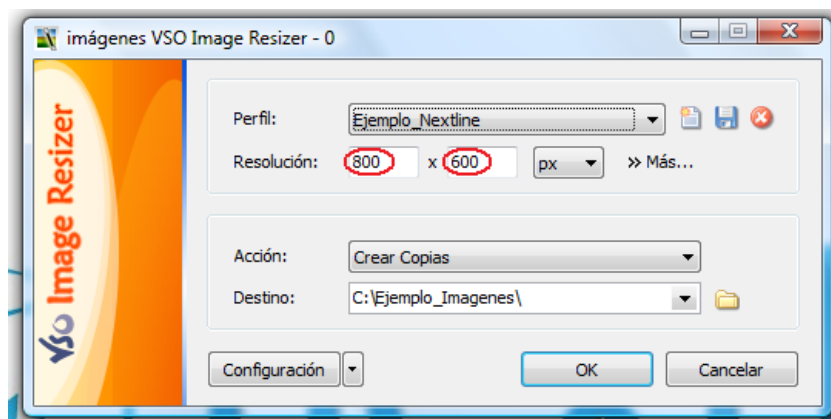 imágenes VSO Image Resizer - 0
VSO Image Resizer
Perfil: Ejemplo_Nextline
Resolución: 800 x 600 px >> Más...
Acción: Crear Copias
Destino: C:\Ejemplo_Imagenes\
Configuración OK Cancelar